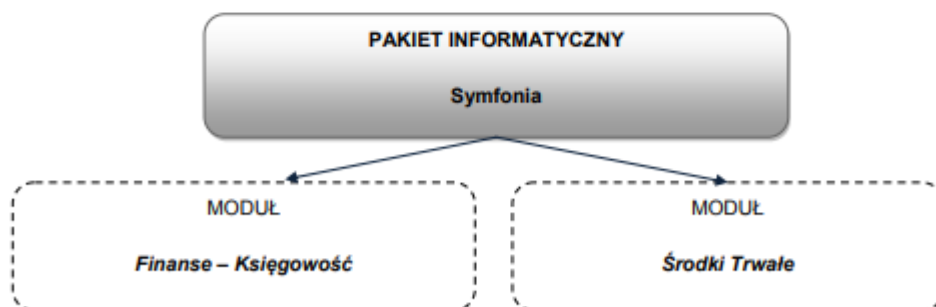 PAKIET INFORMATYCZNY
Symfonia
MODUŁ
Finanse – Księgowość
MODUŁ
Środki Trwałe